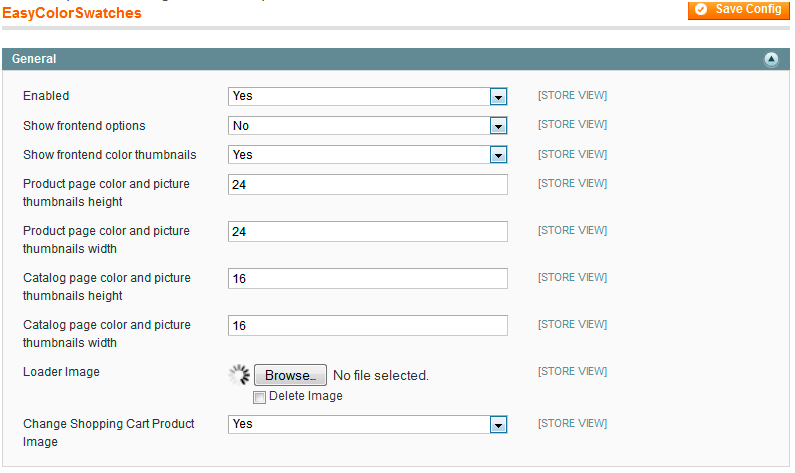 EasyColorSwatches
Save Config
General
Enabled Yes [STORE VIEW]
Show frontend options No [STORE VIEW]
Show frontend color thumbnails Yes [STORE VIEW]
Product page color and picture 24 [STORE VIEW]
thumbnails height
Product page color and picture 24 [STORE VIEW]
thumbnails width
Catalog page color and picture 16 [STORE VIEW]
thumbnails height
Catalog page color and picture 16 [STORE VIEW]
thumbnails width
Loader Image Browse… No file selected. [STORE VIEW]
Delete Image
Change Shopping Cart Product Yes [STORE VIEW]
Image